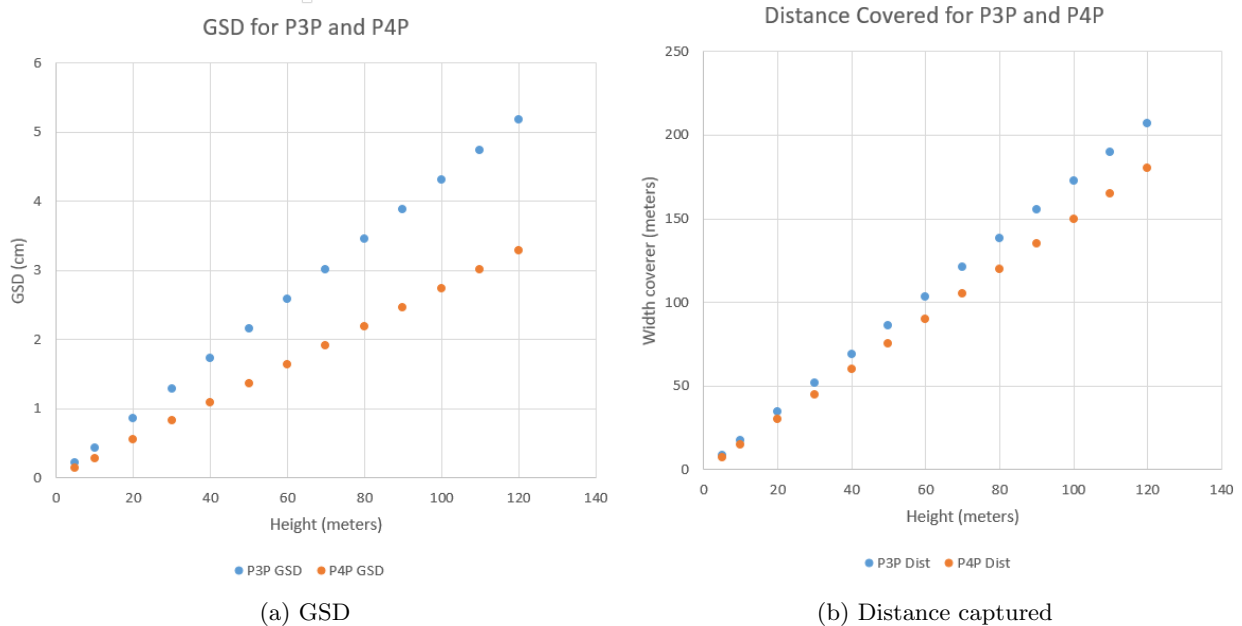 GSD for P3P and P4P
6
5
4
3
2
1
0
GSD (cm)
0 20 40 60 80 100 120 140
Height (meters)
P3P GSD P4P GSD
(a) GSD
Distance Covered for P3P and P4P
250
200
150
100
50
0
Width coverer (meters)
0 20 40 60 80 100 120 140
Height (meters)
P3P Dist P4P Dist
(b) Distance captured